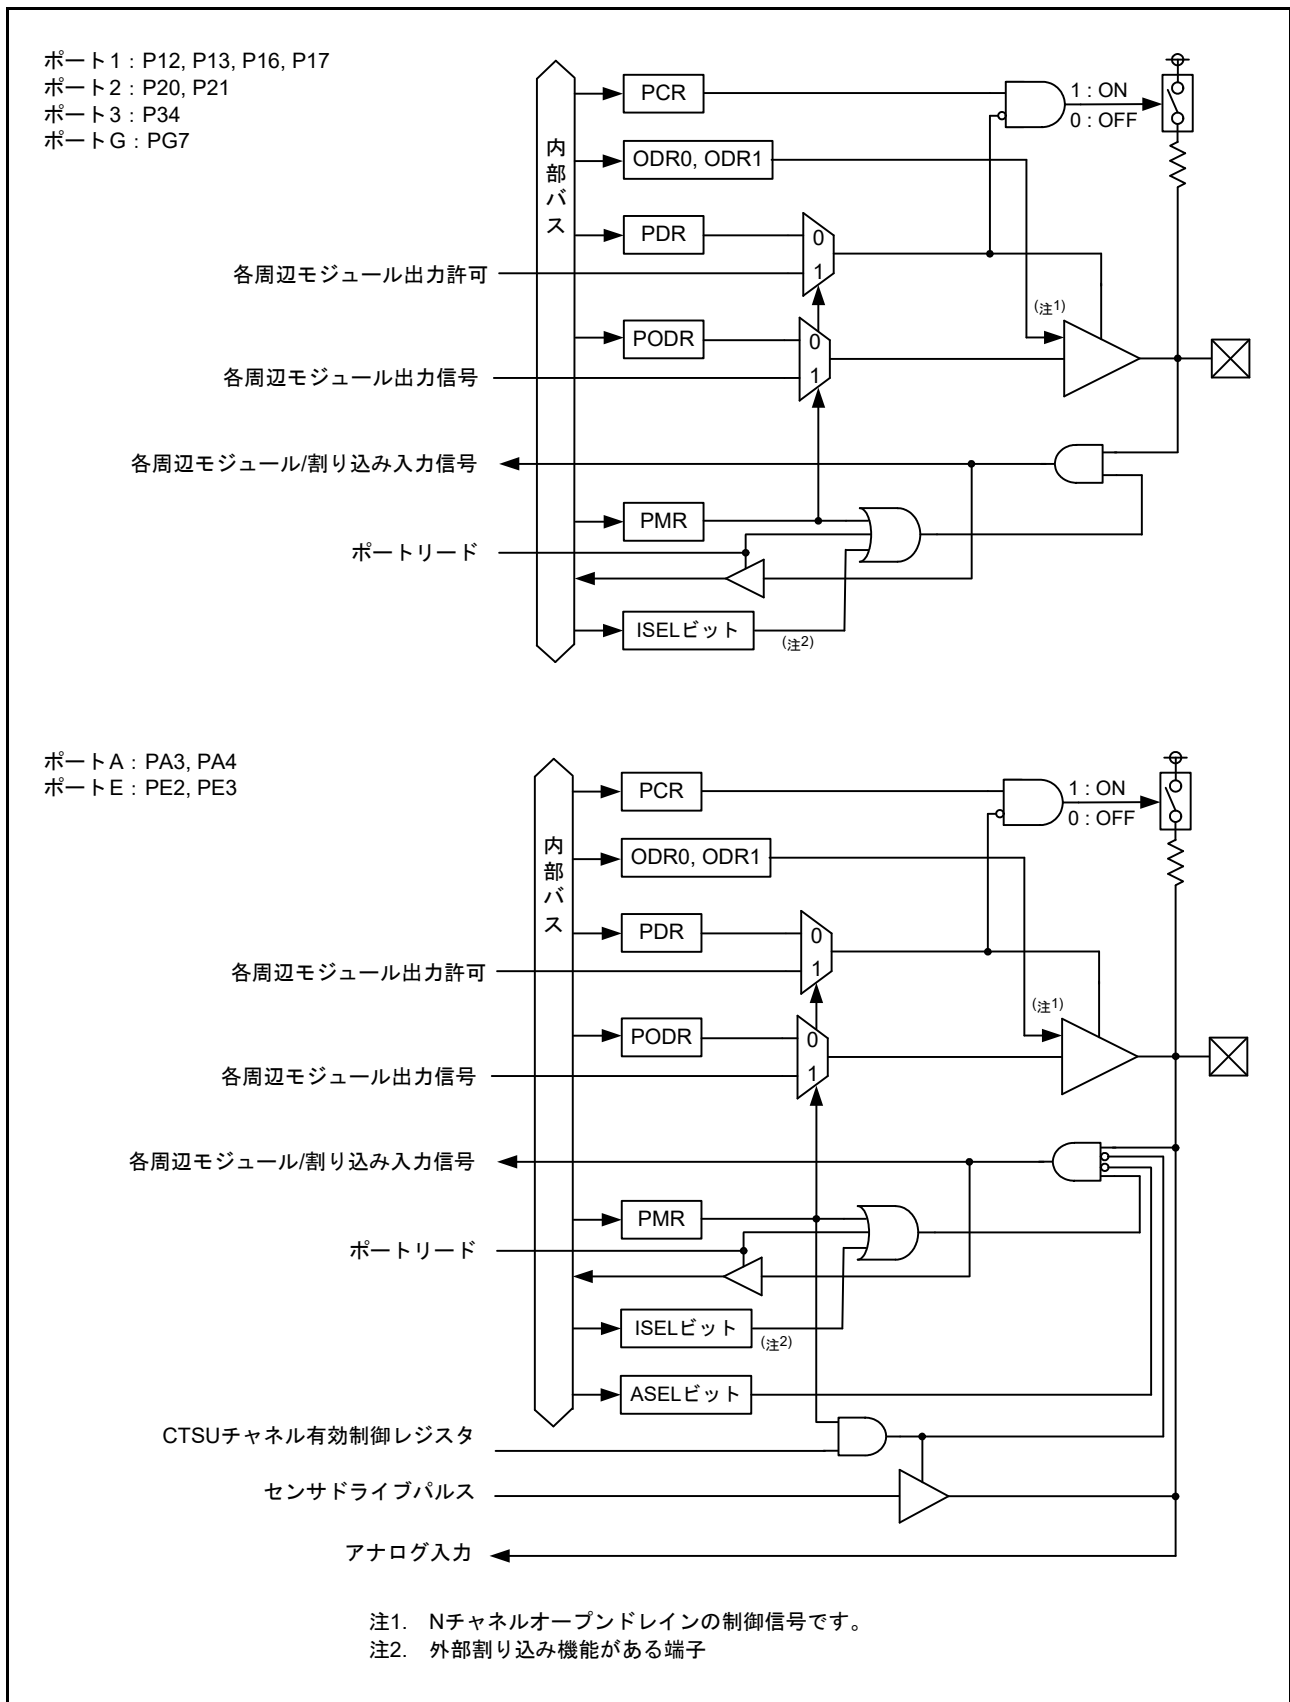 ポート1 : P12, P13, P16, P17
ポート2 : P20, P21
ポート3 : P34
ポートG : PG7
内部バス
PCR
1 : ON
0 : OFF
ODR0, ODR1
PDR
0
1
各周辺モジュール出力許可
(注1)
PODR
0
1
各周辺モジュール出力信号
各周辺モジュール/割り込み入力信号
PMR
ポートリード
ISELビット
(注2)
ポートA : PA3, PA4
ポートE : PE2, PE3
内部バス
PCR
1 : ON
0 : OFF
ODR0, ODR1
PDR
0
1
各周辺モジュール出力許可
(注1)
PODR
0
1
各周辺モジュール出力信号
各周辺モジュール/割り込み入力信号
PMR
ポートリード
ISELビット
(注2)
ASELビット
CTSUチャネル有効制御レジスタ
センサドライブパルス
アナログ入力
注1. Nチャネルオープンドレインの制御信号です。
注2. 外部割り込み機能がある端子